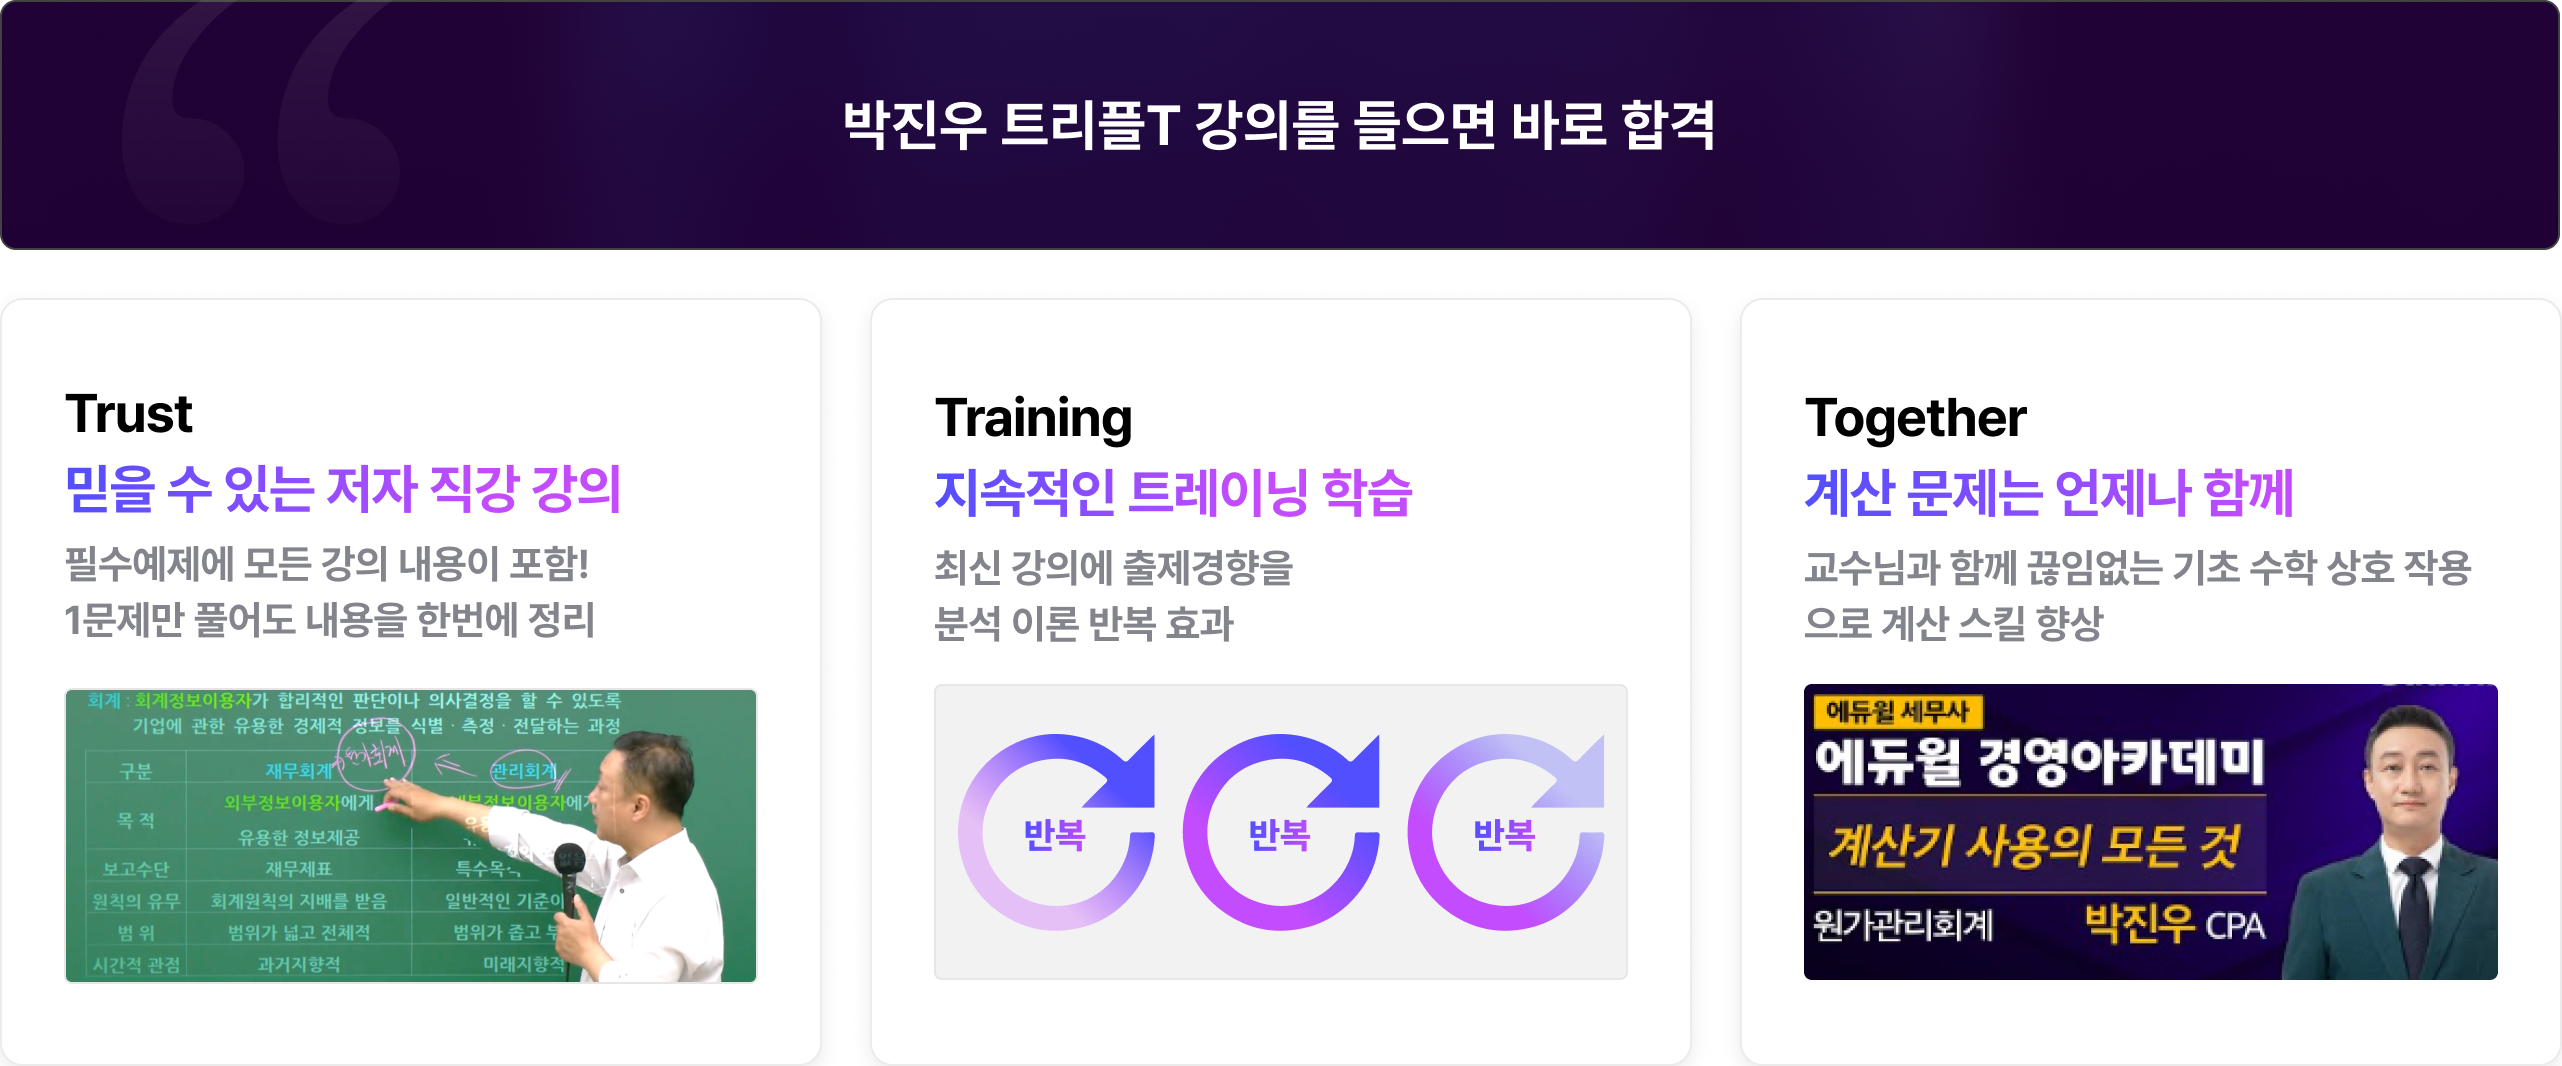 박진우 트리플T 강의를 들으면 바로 합격
Trust
믿을 수 있는 저자 직강 강의
필수예제에 모든 강의 내용이 포함!
1문제만 풀어도 내용을 한번에 정리
회계 : 회계정보이용자가 합리적인 판단이나 의사결정을 할 수 있도록
기업에 관한 유용한 경제적 정보를 식별 · 측정 · 전달하는 과정
구분 재무회계 관리회계
목 적 외부정보이용자에게
유용한 정보제공
보고수단 재무제표
원칙의 유무 회계원칙의 지배를 받음 일반적인 기준이
범 위 범위가 넓고 전체적 범위가 좁고
시간적 관점 과거지향적 미래지향적
Training
지속적인 트레이닝 학습
최신 강의에 출제경향을
분석 이론 반복 효과
반복 반복 반복
Together
계산 문제는 언제나 함께
교수님과 함께 끊임없는 기초 수학 상호 작용
으로 계산 스킬 향상
에듀윌 세무사
에듀윌 경영아카데미
계산기 사용의 모든 것
원가관리회계 박진우 CPA